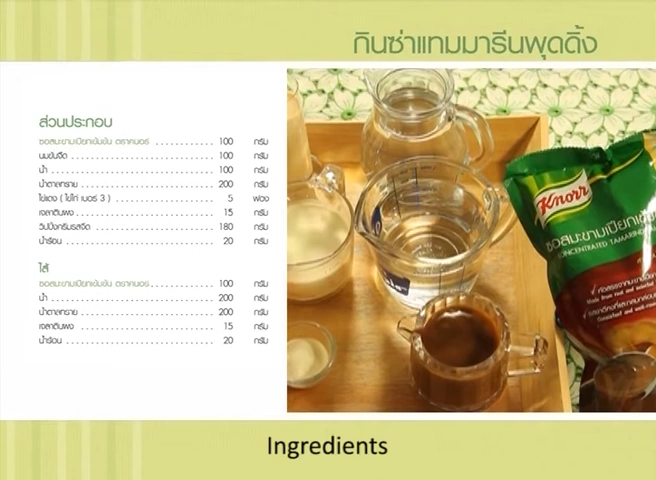 กินซ่าแทมมารีนพุดดิ้ง
ส่วนประกอบ
ซอสมะขามเปียกเข้มข้น ตราคนอร์ 100 กรัม
นมข้นจืด 100 กรัม
น้ำ 100 กรัม
น้ำตาลทราย 200 กรัม
ไข่แดง ( ไข่ไก่ เบอร์ 3 ) 5 ฟอง
เจลาตินผง 15 กรัม
วิปปิ้งครีมรสจืด 180 กรัม
น้ำร้อน 20 กรัม
ไส้
ซอสมะขามเปียกเข้มข้น ตราคนอร์ 100 กรัม
น้ำ 200 กรัม
น้ำตาลทราย 200 กรัม
เจลาตินผง 15 กรัม
น้ำร้อน 20 กรัม
Knorr
ซอสมะขามเปียกเข้ม
CONCENTRATED TAMARIND
Ingredients